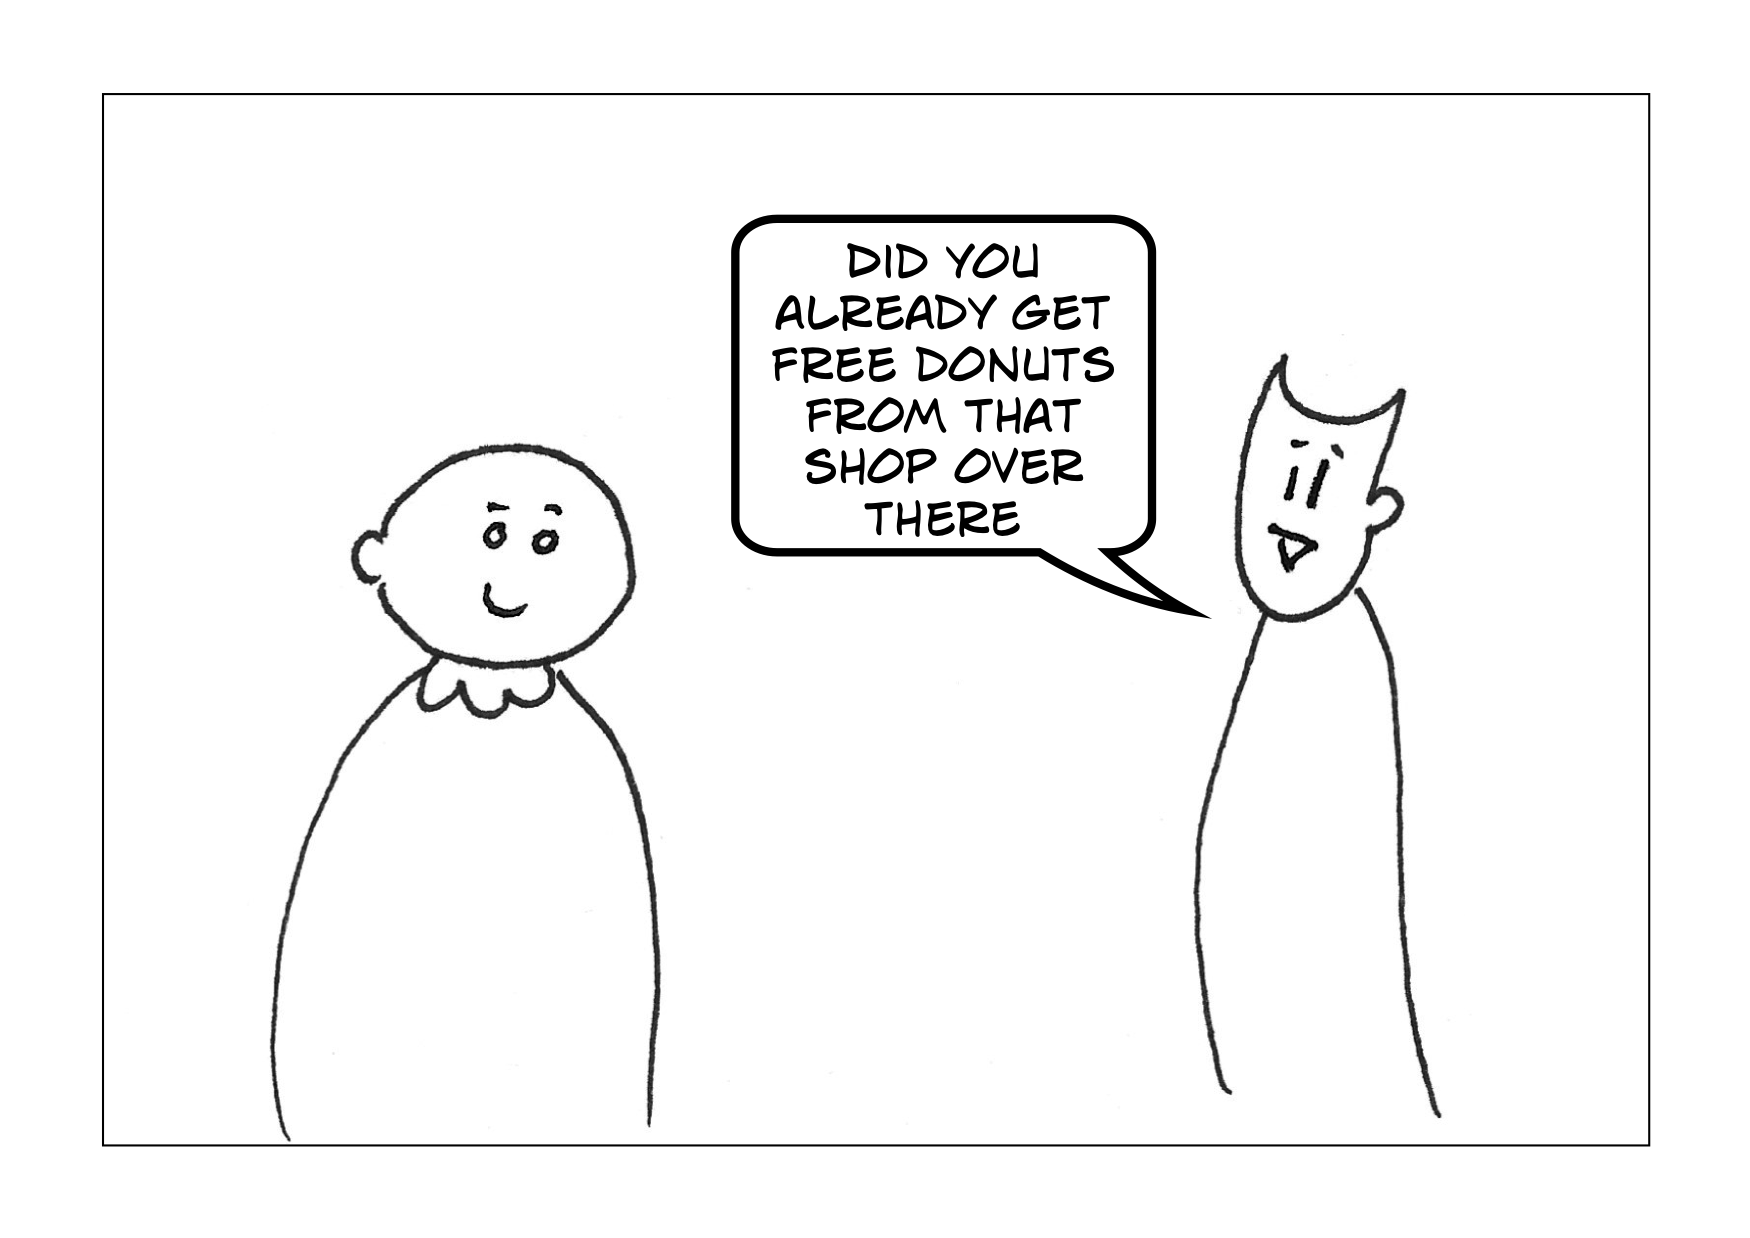 DID YOU
ALREADY GET
FREE DONUTS
FROM THAT
SHOP OVER
THERE